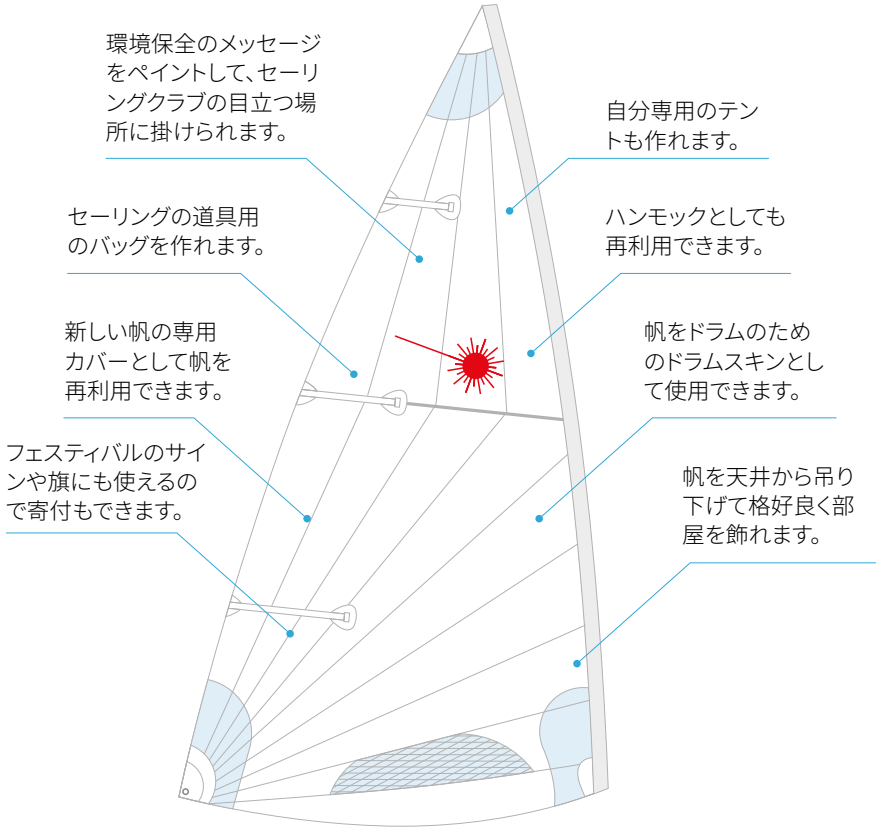 環境保全のメッセージ
をペイントして、セーリ
ングクラブの目立つ場
所に掛けられます。
セーリングの道具用
のバッグを作れます。
新しい帆の専用
カバーとして帆を
再利用できます。
フェスティバルのサイ
ンや旗にも使えるの
で寄付もできます。
自分専用のテン
トも作れます。
ハンモックとしても
再利用できます。
帆をドラムのため
のドラムスキンとし
て使用できます。
帆を天井から吊り
下げて格好良く部
屋を飾れます。